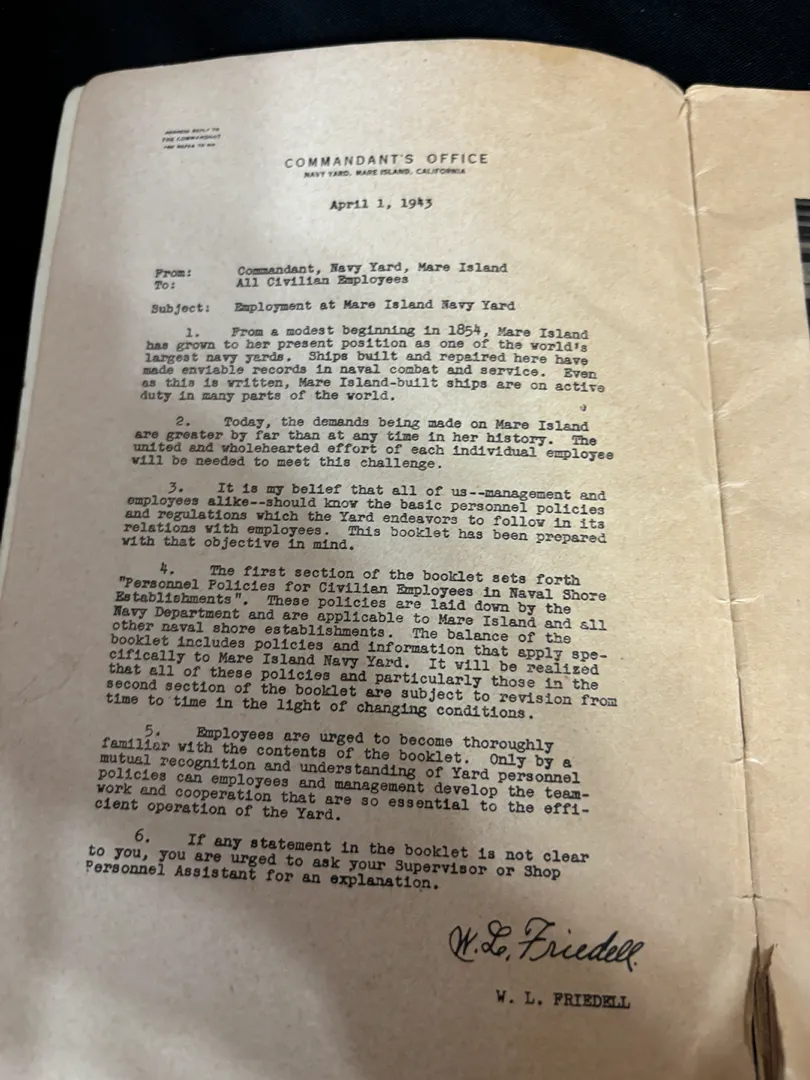 ADDRESS REPLY TO
THE COMMANDANT
AND REFER TO NO.
COMMANDANT'S OFFICE
NAVY YARD, MARE ISLAND, CALIFORNIA
April 1, 1943
From: Commandant, Navy Yard, Mare Island
To: All Civilian Employees
Subject: Employment at Mare Island Navy Yard
1. From a modest beginning in 1854, Mare Island
has grown to her present position as one of the world's
largest navy yards. Ships built and repaired here have
made enviable records in naval combat and service. Even
as this is written, Mare Island-built ships are on active
duty in many parts of the world.
2. Today, the demands being made on Mare Island
are greater by far than at any time in her history. The
united and wholehearted effort of each individual employee
will be needed to meet this challenge.
3. It is my belief that all of us--management and
employees alike--should know the basic personnel policies
and regulations which the Yard endeavors to follow in its
relations with employees. This booklet has been prepared
with that objective in mind.
4. The first section of the booklet sets forth
"Personnel Policies for Civilian Employees in Naval Shore
Establishments". These policies are laid down by the
Navy Department and are applicable to Mare Island and all
other naval shore establishments. The balance of the
booklet includes policies and information that apply spe-
cifically to Mare Island Navy Yard. It will be realized
that all of these policies and particularly those in the
second section of the booklet are subject to revision from
time to time in the light of changing conditions.
5. Employees are urged to become thoroughly
familiar with the contents of the booklet. Only by a
mutual recognition and understanding of Yard personnel
policies can employees and management develop the team-
work and cooperation that are so essential to the effi-
cient operation of the Yard.
6. If any statement in the booklet is not clear
to you, you are urged to ask your Supervisor or Shop
Personnel Assistant for an explanation.
W. L. Friedell
W. L. FRIEDELL